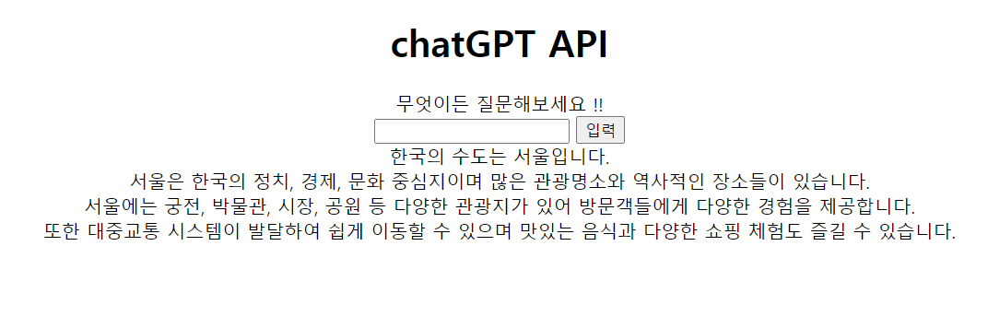 chatGPT API
무엇이든 질문해보세요 !!
입력
한국의 수도는 서울입니다.
서울은 한국의 정치, 경제, 문화 중심지이며 많은 관광명소와 역사적인 장소들이 있습니다.
서울에는 궁전, 박물관, 시장, 공원 등 다양한 관광지가 있어 방문객들에게 다양한 경험을 제공합니다.
또한 대중교통 시스템이 발달하여 쉽게 이동할 수 있으며 맛있는 음식과 다양한 쇼핑 체험도 즐길 수 있습니다.